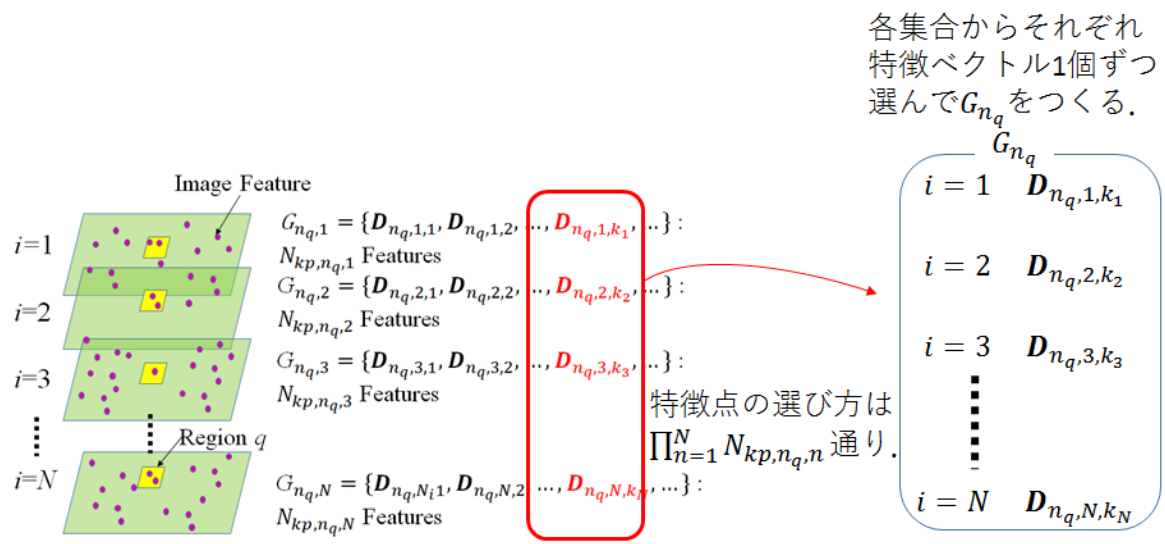 各集合からそれぞれ
特徴ベクトル1個ずつ
選んでG_{n_q}をつくる.
G_{n_q}
i = 1 D_{n_q,1,k_1}
i = 2 D_{n_q,2,k_2}
i = 3 D_{n_q,3,k_3}
i = N D_{n_q,N,k_N}
Image Feature
i=1
G_{n_q,1} = {D_{n_q,1,1}, D_{n_q,1,2}, ..., D_{n_q,1,k_1}, ...} :
N_{kp,n_q,1} Features
i=2
G_{n_q,2} = {D_{n_q,2,1}, D_{n_q,2,2}, ..., D_{n_q,2,k_2}, ...} :
N_{kp,n_q,2} Features
i=3
G_{n_q,3} = {D_{n_q,3,1}, D_{n_q,3,2}, ..., D_{n_q,3,k_3}, ...} :
N_{kp,n_q,3} Features
特徴点の選び方は
∏_{n=1}^{N} N_{kp,n_q,n} 通り.
Region q
i=N
G_{n_q,N} = {D_{n_q,N_i1}, D_{n_q,N,2} ..., D_{n_q,N,k_N}, ...} :
N_{kp,n_q,N} Features